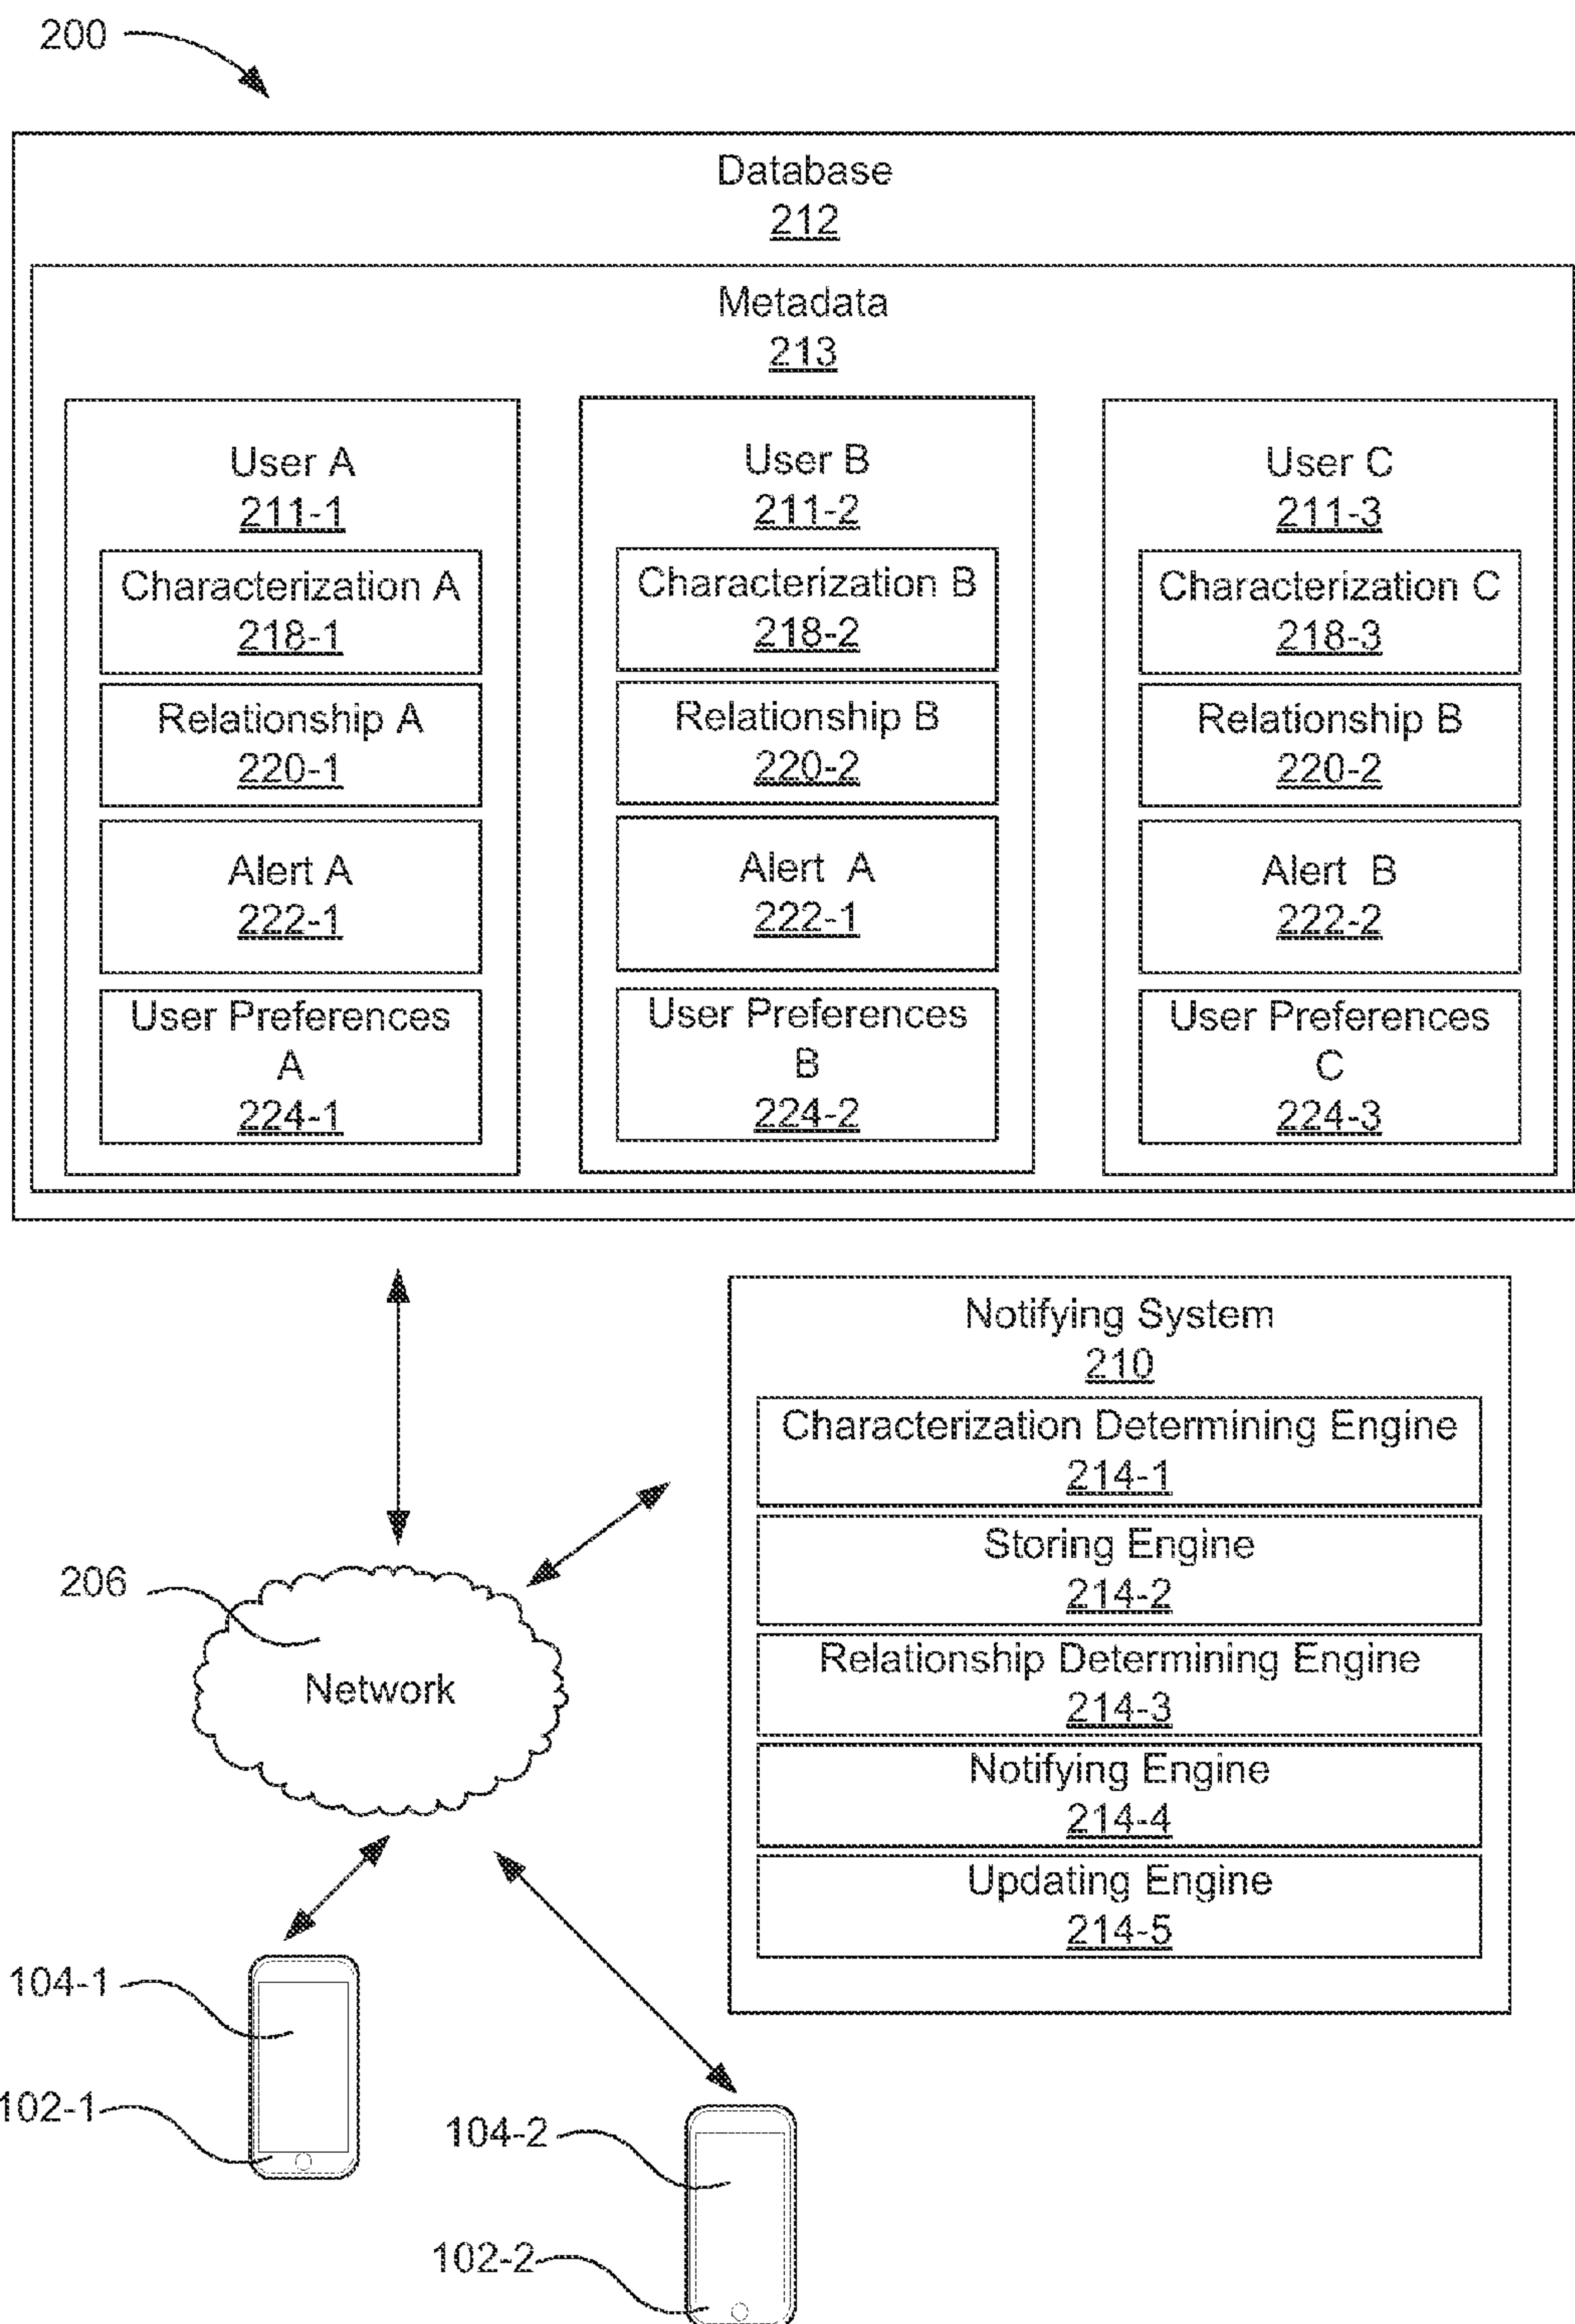 200
Database
212
Metadata
213
User A
211-1
Characterization A
218-1
Relationship A
220-1
Alert A
222-1
User Preferences
A
224-1
User B
211-2
Characterization B
218-2
Relationship B
220-2
Alert A
222-1
User Preferences
B
224-2
User C
211-3
Characterization C
218-3
Relationship B
220-2
Alert B
222-2
User Preferences
C
224-3
Notifying System
210
Characterization Determining Engine
214-1
Storing Engine
214-2
Relationship Determining Engine
214-3
Notifying Engine
214-4
Updating Engine
214-5
206
Network
104-1
102-1
104-2
102-2